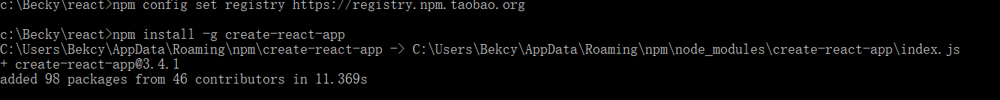 c:\Becky\react>npm config set registry https://registry.npm.taobao.org
c:\Becky\react>npm install -g create-react-app
C:\Users\Bekcy\AppData\Roaming\npm\create-react-app -> C:\Users\Bekcy\AppData\Roaming\npm\node_modules\create-react-app\index.js
+ create-react-app@3.4.1
added 98 packages from 46 contributors in 11.369s